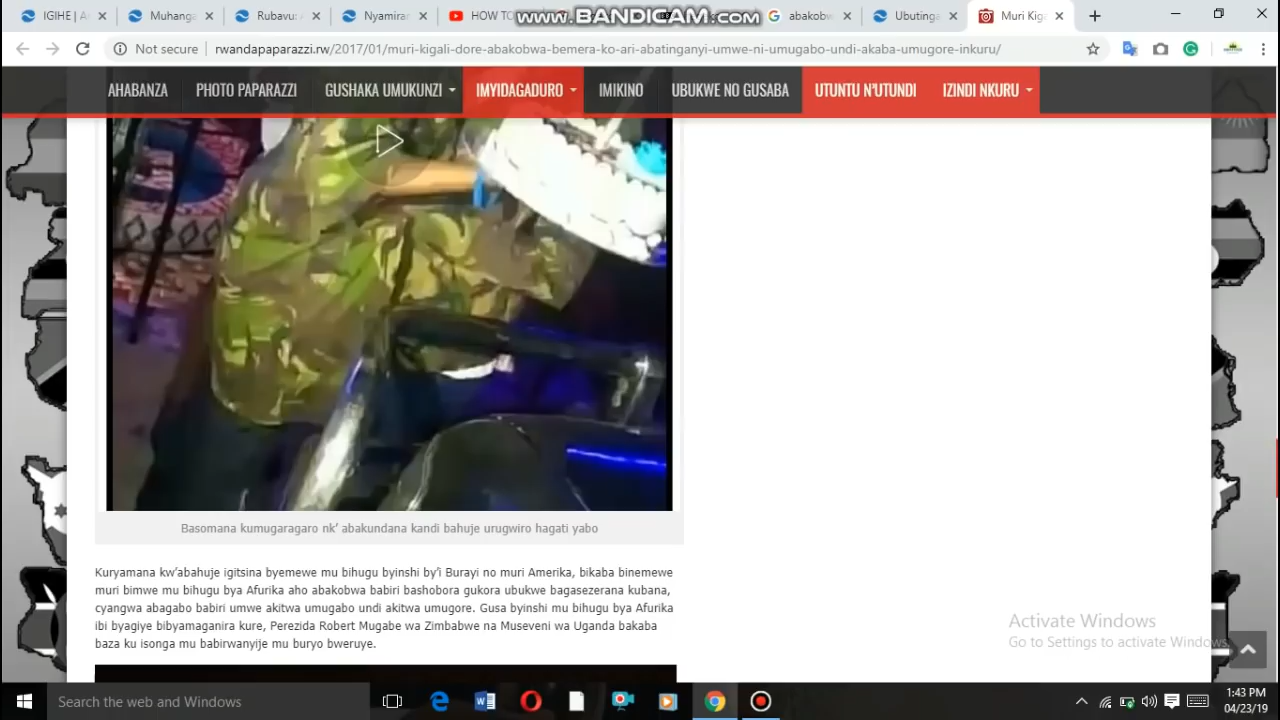 IGIHE | A
Muhanga
Rubavu:
Nyamiran
HOW TO
www.BANDICAM.com
abakobw
Ubutinga
Muri Kiga
Not secure
rwandapaparazzi.rw/2017/01/muri-kigali-dore-abakobwa-bemera-ko-ari-abatinganyi-umwe-ni-umugabo-undi-akaba-umugore-inkuru/
AHABANZA PHOTO PAPARAZZI GUSHAKA UMUKUNZI IMYIDAGADURO IMIKINO UBUKWE NO GUSABA UTUNTU N'UTUNDI IZINDI NKURU
Basomana kumugaragaro nk' abakundana kandi bahuje urugwiro hagati yabo
Kuryamana kw'abahuje igitsina byemewe mu bihugu byinshi by'i Burayi no muri Amerika, bikaba binemewe
muri bimwe mu bihugu bya Afurika aho abakobwa babiri bashobora gukora ubukwe bagasezerana kubana,
cyangwa abagabo babiri umwe akitwa umugabo undi akitwa umugore. Gusa byinshi mu bihugu bya Afurika
ibi byagiye bibyamaganira kure, Perezida Robert Mugabe wa Zimbabwe na Museveni wa Uganda bakaba
baza ku isonga mu babirwanyije mu buryo bweruye.
Activate Windows
Go to Settings to activate Windows.
Search the web and Windows
1:43 PM
04/23/19